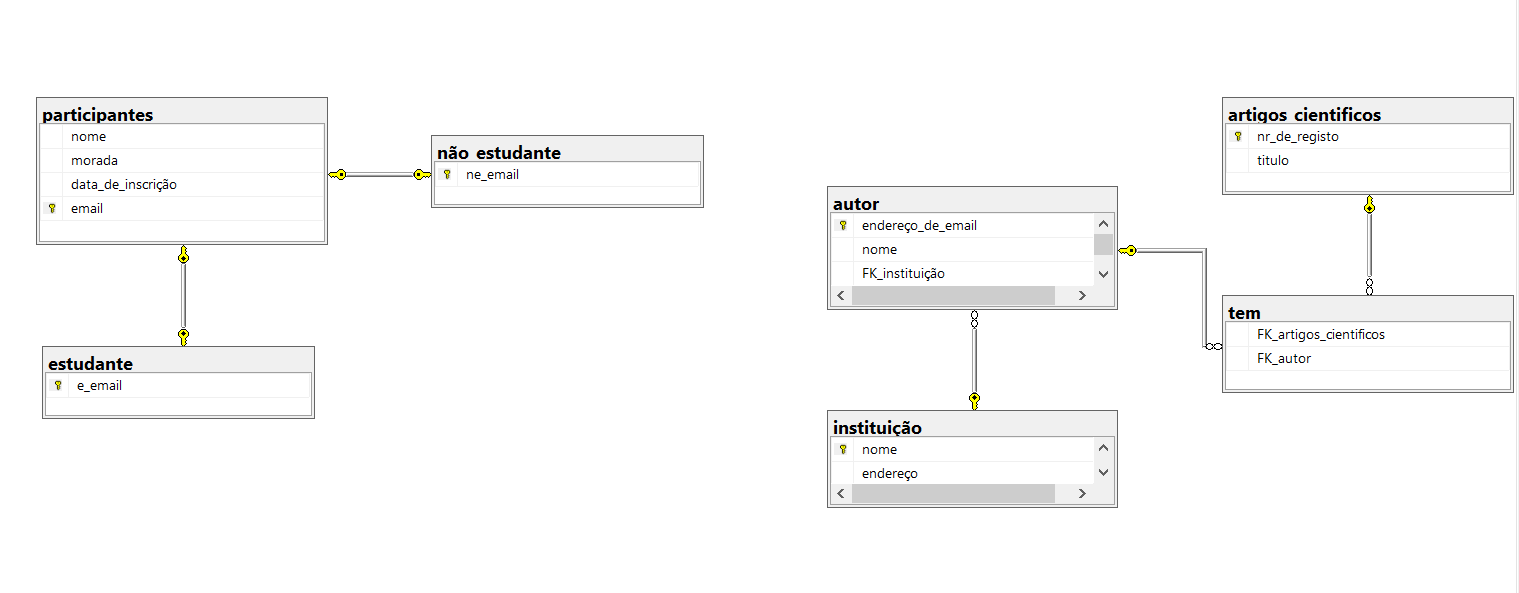 participantes
nome
morada
data_de_inscrição
email
não_estudante
ne_email
estudante
e_email
autor
endereço_de_email
nome
FK_instituição
instituição
nome
endereço
artigos_cientificos
nr_de_registo
titulo
tem
FK_artigos_cientificos
FK_autor